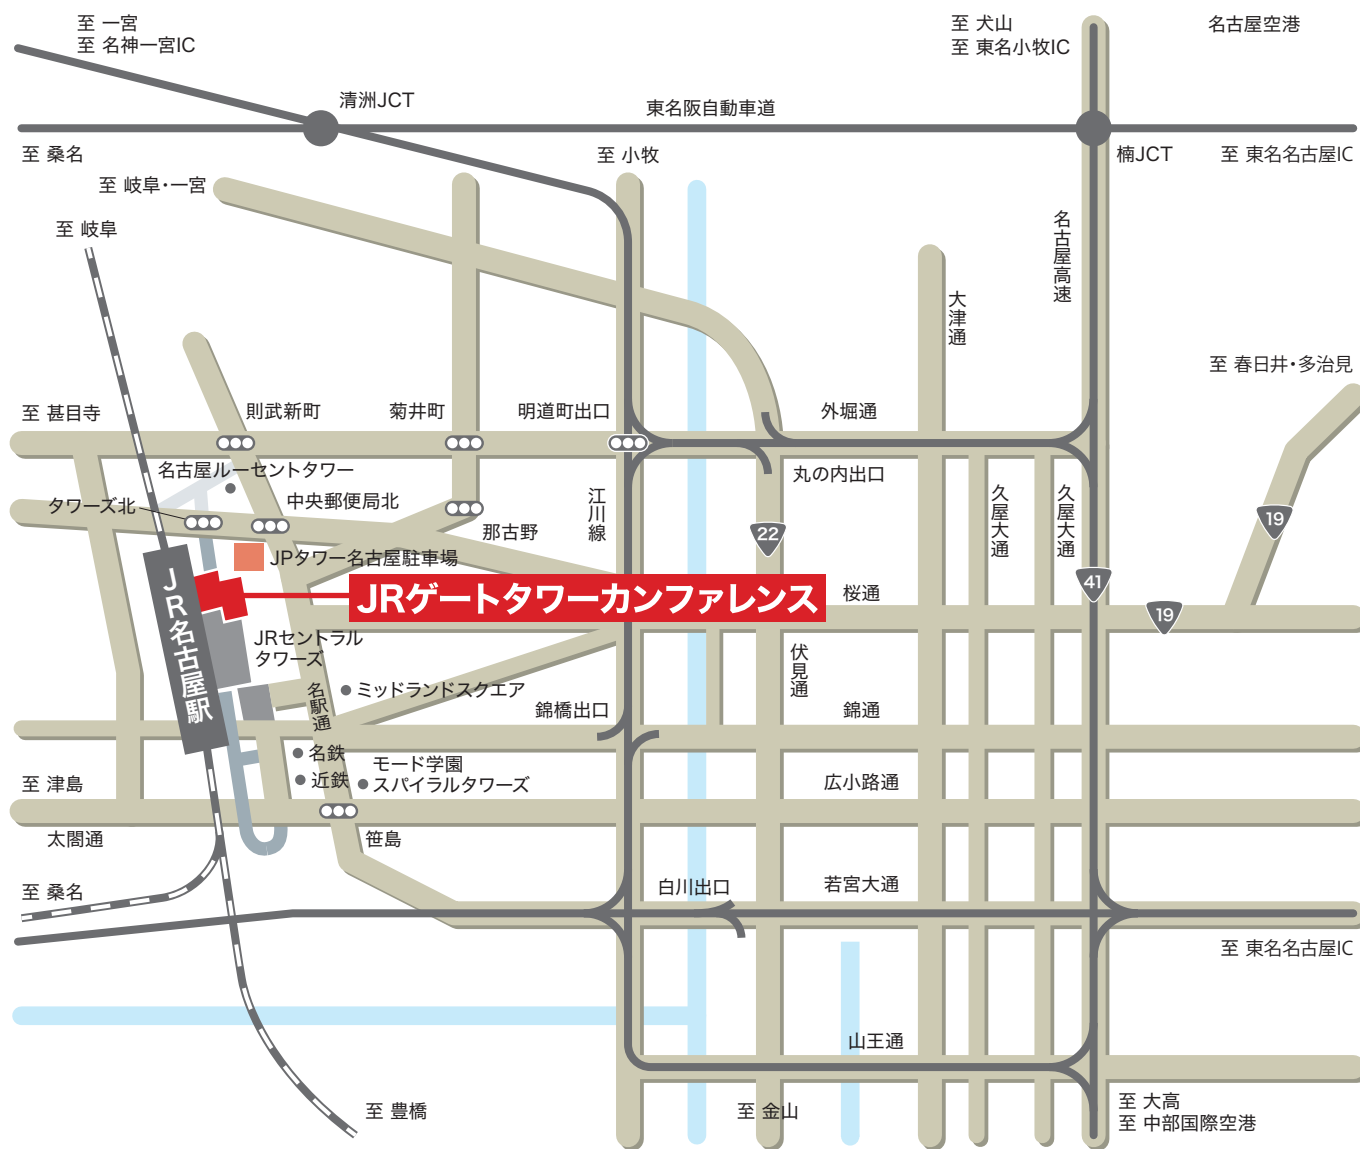 至 一宮
至 名神一宮IC
至 犬山
至 東名小牧IC
名古屋空港
清洲JCT
東名阪自動車道
至 桑名
至 小牧
楠JCT
至 東名名古屋IC
至 岐阜・一宮
至 岐阜
名古屋高速
大津通
至 春日井・多治見
至 甚目寺
則武新町
菊井町
明道町出口
外堀通
名古屋ルーセントタワー
丸の内出口
タワーズ北
中央郵便局北
江川線
久屋大通
久屋大通
那古野
22
19
JPタワー名古屋駐車場
41
JRゲートタワーカンファレンス
桜通
19
JR名古屋駅
JRセントラル
タワーズ
伏見通
名駅通
ミッドランドスクエア
錦橋出口
錦通
名鉄
至 津島
近鉄
モード学園
スパイラルタワーズ
広小路通
太閤通
笹島
至 桑名
白川出口
若宮大通
至 東名名古屋IC
山王通
至 豊橋
至 金山
至 大高
至 中部国際空港